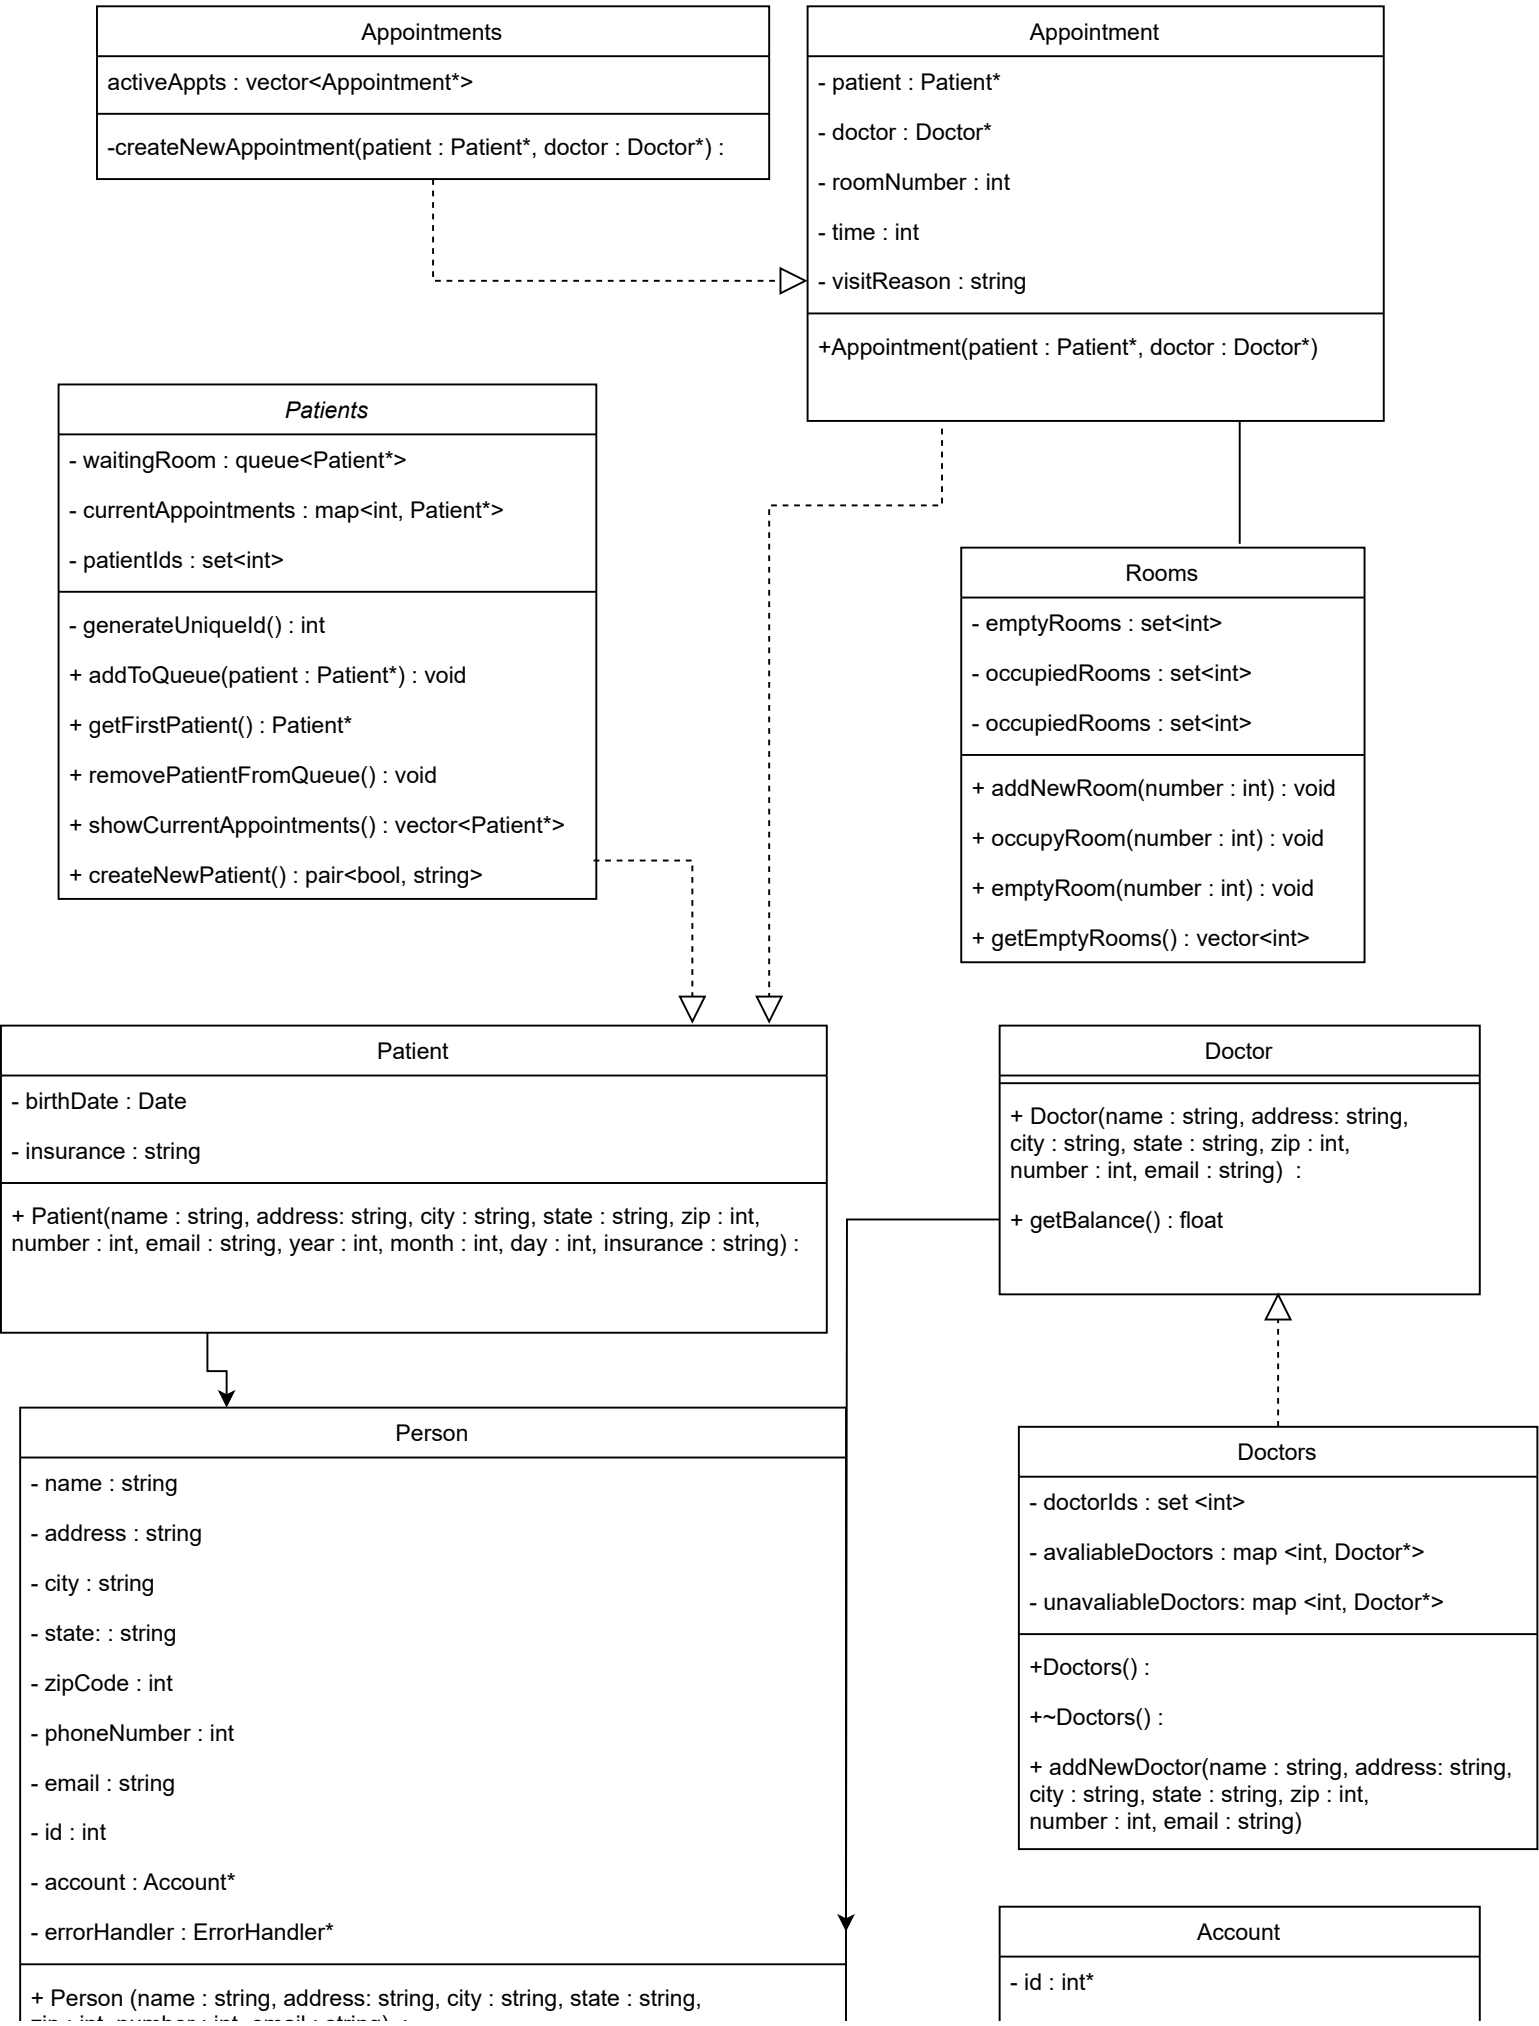 Appointments
activeAppts : vector<Appointment*>
-createNewAppointment(patient : Patient*, doctor : Doctor*) :
Appointment
- patient : Patient*
- doctor : Doctor*
- roomNumber : int
- time : int
- visitReason : string
+Appointment(patient : Patient*, doctor : Doctor*)
Patients
- waitingRoom : queue<Patient*>
- currentAppointments : map<int, Patient*>
- patientIds : set<int>
- generateUniqueId() : int
+ addToQueue(patient : Patient*) : void
+ getFirstPatient() : Patient*
+ removePatientFromQueue() : void
+ showCurrentAppointments() : vector<Patient*>
+ createNewPatient() : pair<bool, string>
Rooms
- emptyRooms : set<int>
- occupiedRooms : set<int>
- occupiedRooms : set<int>
+ addNewRoom(number : int) : void
+ occupyRoom(number : int) : void
+ emptyRoom(number : int) : void
+ getEmptyRooms() : vector<int>
Patient
- birthDate : Date
- insurance : string
+ Patient(name : string, address: string, city : string, state : string, zip : int,
number : int, email : string, year : int, month : int, day : int, insurance : string) :
Doctor
+ Doctor(name : string, address: string,
city : string, state : string, zip : int,
number : int, email : string)  :
+ getBalance() : float
Person
- name : string
- address : string
- city : string
- state: : string
- zipCode : int
- phoneNumber : int
- email : string
- id : int
- account : Account*
- errorHandler : ErrorHandler*
+ Person (name : string, address: string, city : string, state : string,
zip : int, number : int, email : string)  :
Doctors
- doctorIds : set <int>
- avaliableDoctors : map <int, Doctor*>
- unavaliableDoctors: map <int, Doctor*>
+Doctors() :
+~Doctors() :
+ addNewDoctor(name : string, address: string,
city : string, state : string, zip : int,
number : int, email : string)
Account
- id : int*